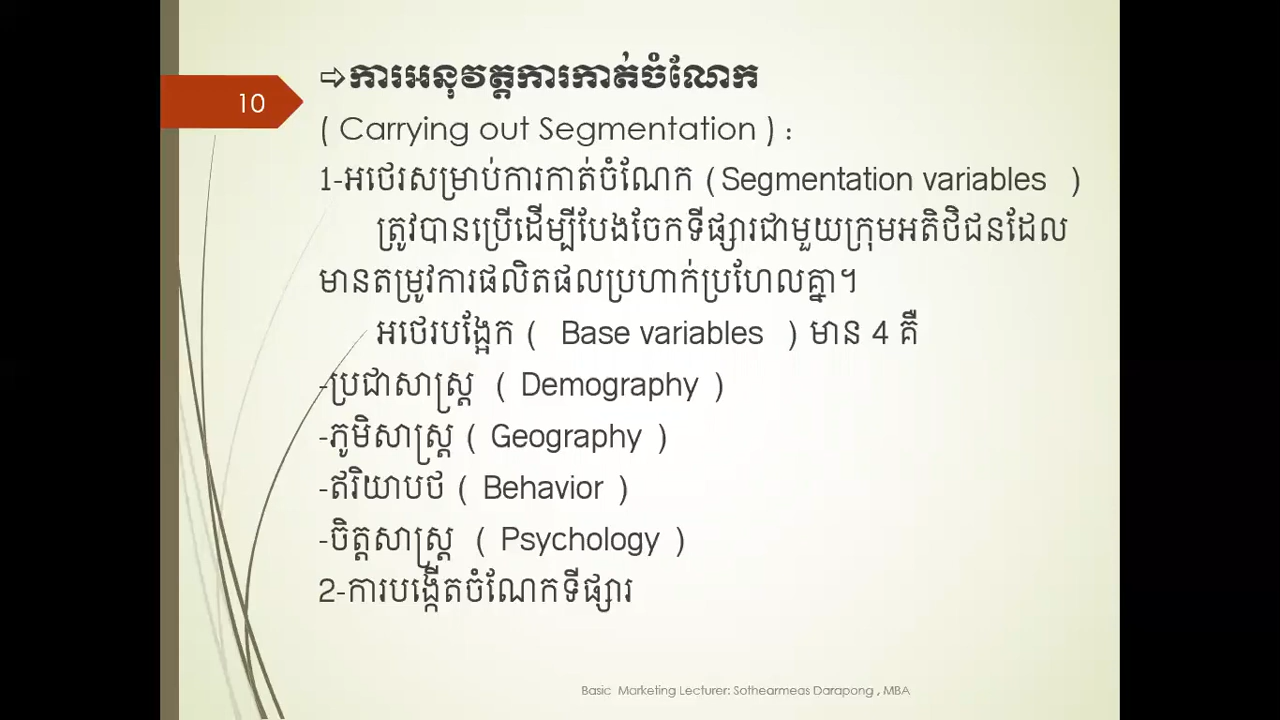 10
⇨ការអនុវត្តការកាត់ចំណែក
( Carrying out Segmentation ) :
1-អថេរសម្រាប់ការកាត់ចំណែក (Segmentation variables )
ត្រូវបានប្រើដើម្បីបែងចែកទីផ្សារជាមួយក្រុមអតិថិជនដែល
មានតម្រូវការផលិតផលប្រហាក់ប្រហែលគ្នា។
អថេរបង្អែក ( Base variables ) មាន 4 គឺ
-ប្រជាសាស្ត្រ ( Demography )
-ភូមិសាស្ត្រ ( Geography )
-ឥរិយាបថ ( Behavior )
-ចិត្តសាស្ត្រ ( Psychology )
2-ការបង្កើតចំណែកទីផ្សារ
Basic Marketing Lecturer: Sothearmeas Darapong , MBA